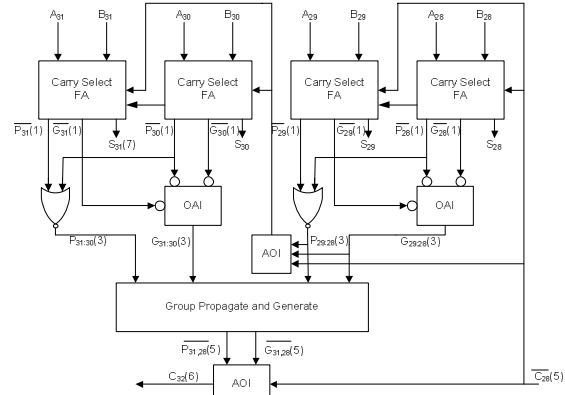 A31 B31 A30 B30 A29 B29 A28 B28
Carry Select FA
Carry Select FA
Carry Select FA
Carry Select FA
P31(1) G31(1) P30(1) G30(1) P29(1) G29(1) P28(1) G28(1)
S31(7) S30 S29 S28
OAI OAI
P31:30(3) G31:30(3) AOI P29:28(3) G29:28(3)
Group Propagate and Generate
P31,28(5) G31,28(5)
C32(6) AOI C28(5)